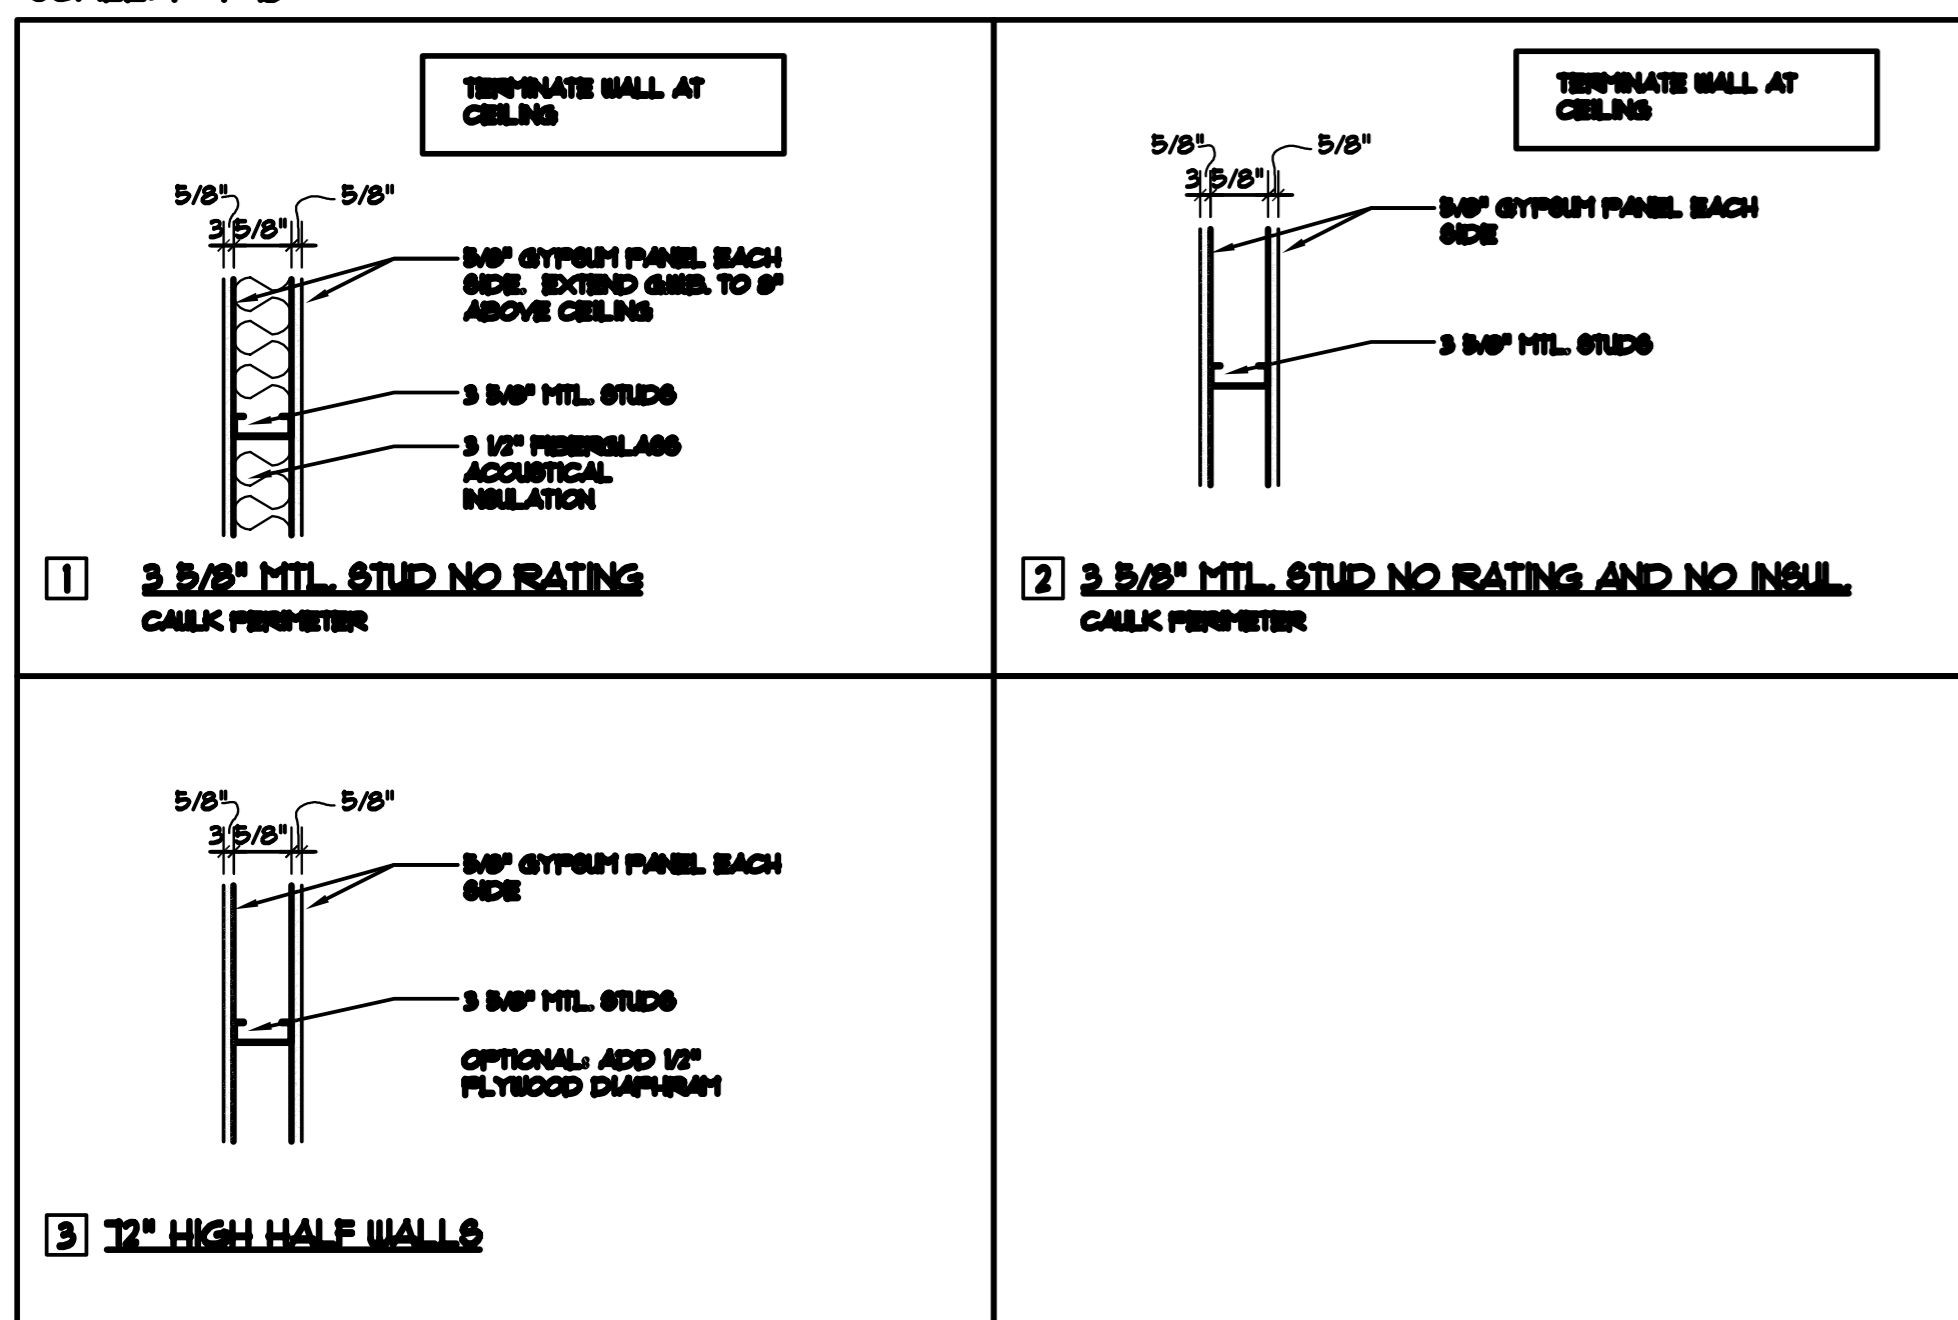 TERMINATE WALL AT
CEILING
5/8"
5/8"
3 5/8"
5/8" GYPSUM PANEL EACH
SIDE. EXTEND G.W.B. TO 8"
ABOVE CEILING
3 5/8" MTL. STUDS
3 1/2" FIBERGLASS
ACOUSTICAL
INSULATION
1
3 5/8" MTL. STUD NO RATING
CAULK PERIMETER
TERMINATE WALL AT
CEILING
5/8"
5/8"
3 5/8"
5/8" GYPSUM PANEL EACH
SIDE
3 5/8" MTL. STUDS
2
3 5/8" MTL. STUD NO RATING AND NO INSUL.
CAULK PERIMETER
5/8"
5/8"
3 5/8"
5/8" GYPSUM PANEL EACH
SIDE
3 5/8" MTL. STUDS
OPTIONAL: ADD 1/2"
PLYWOOD DIAPHRAM
3
72" HIGH HALF WALLS